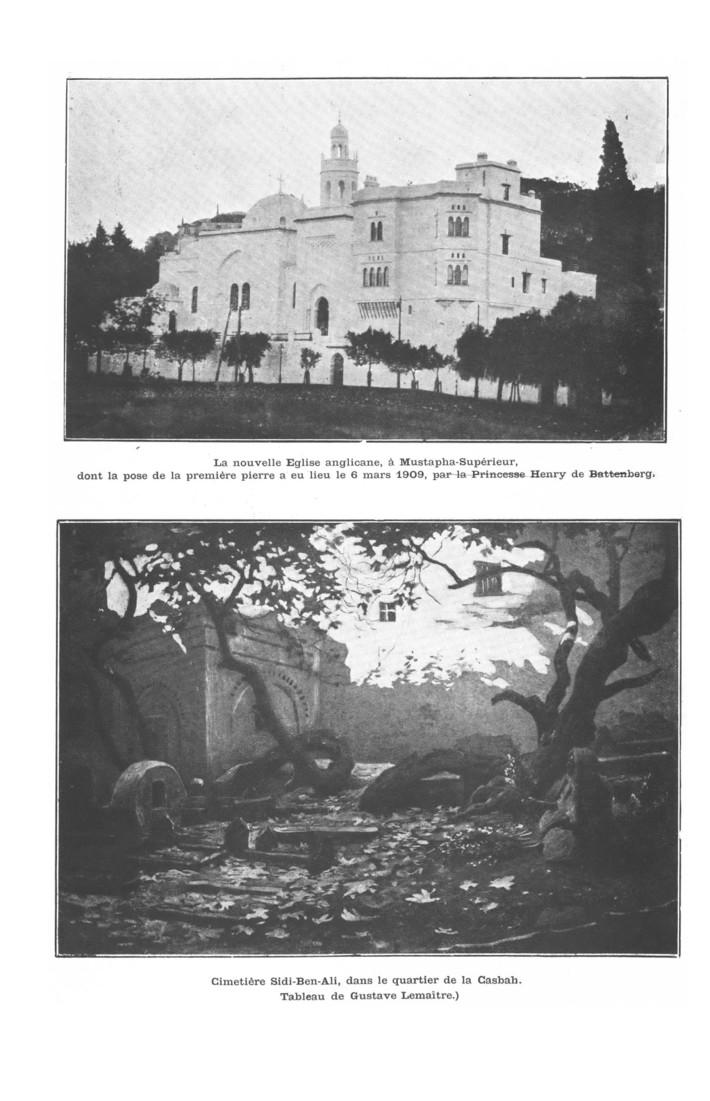 La nouvelle Eglise anglicane, à Mustapha-Supérieur,
dont la pose de la première pierre a eu lieu le 6 mars 1909, par la Princesse Henry de Battenberg.
Cimetière Sidi-Ben-Ali, dans le quartier de la Casbah.
Tableau de Gustave Lemaître.)